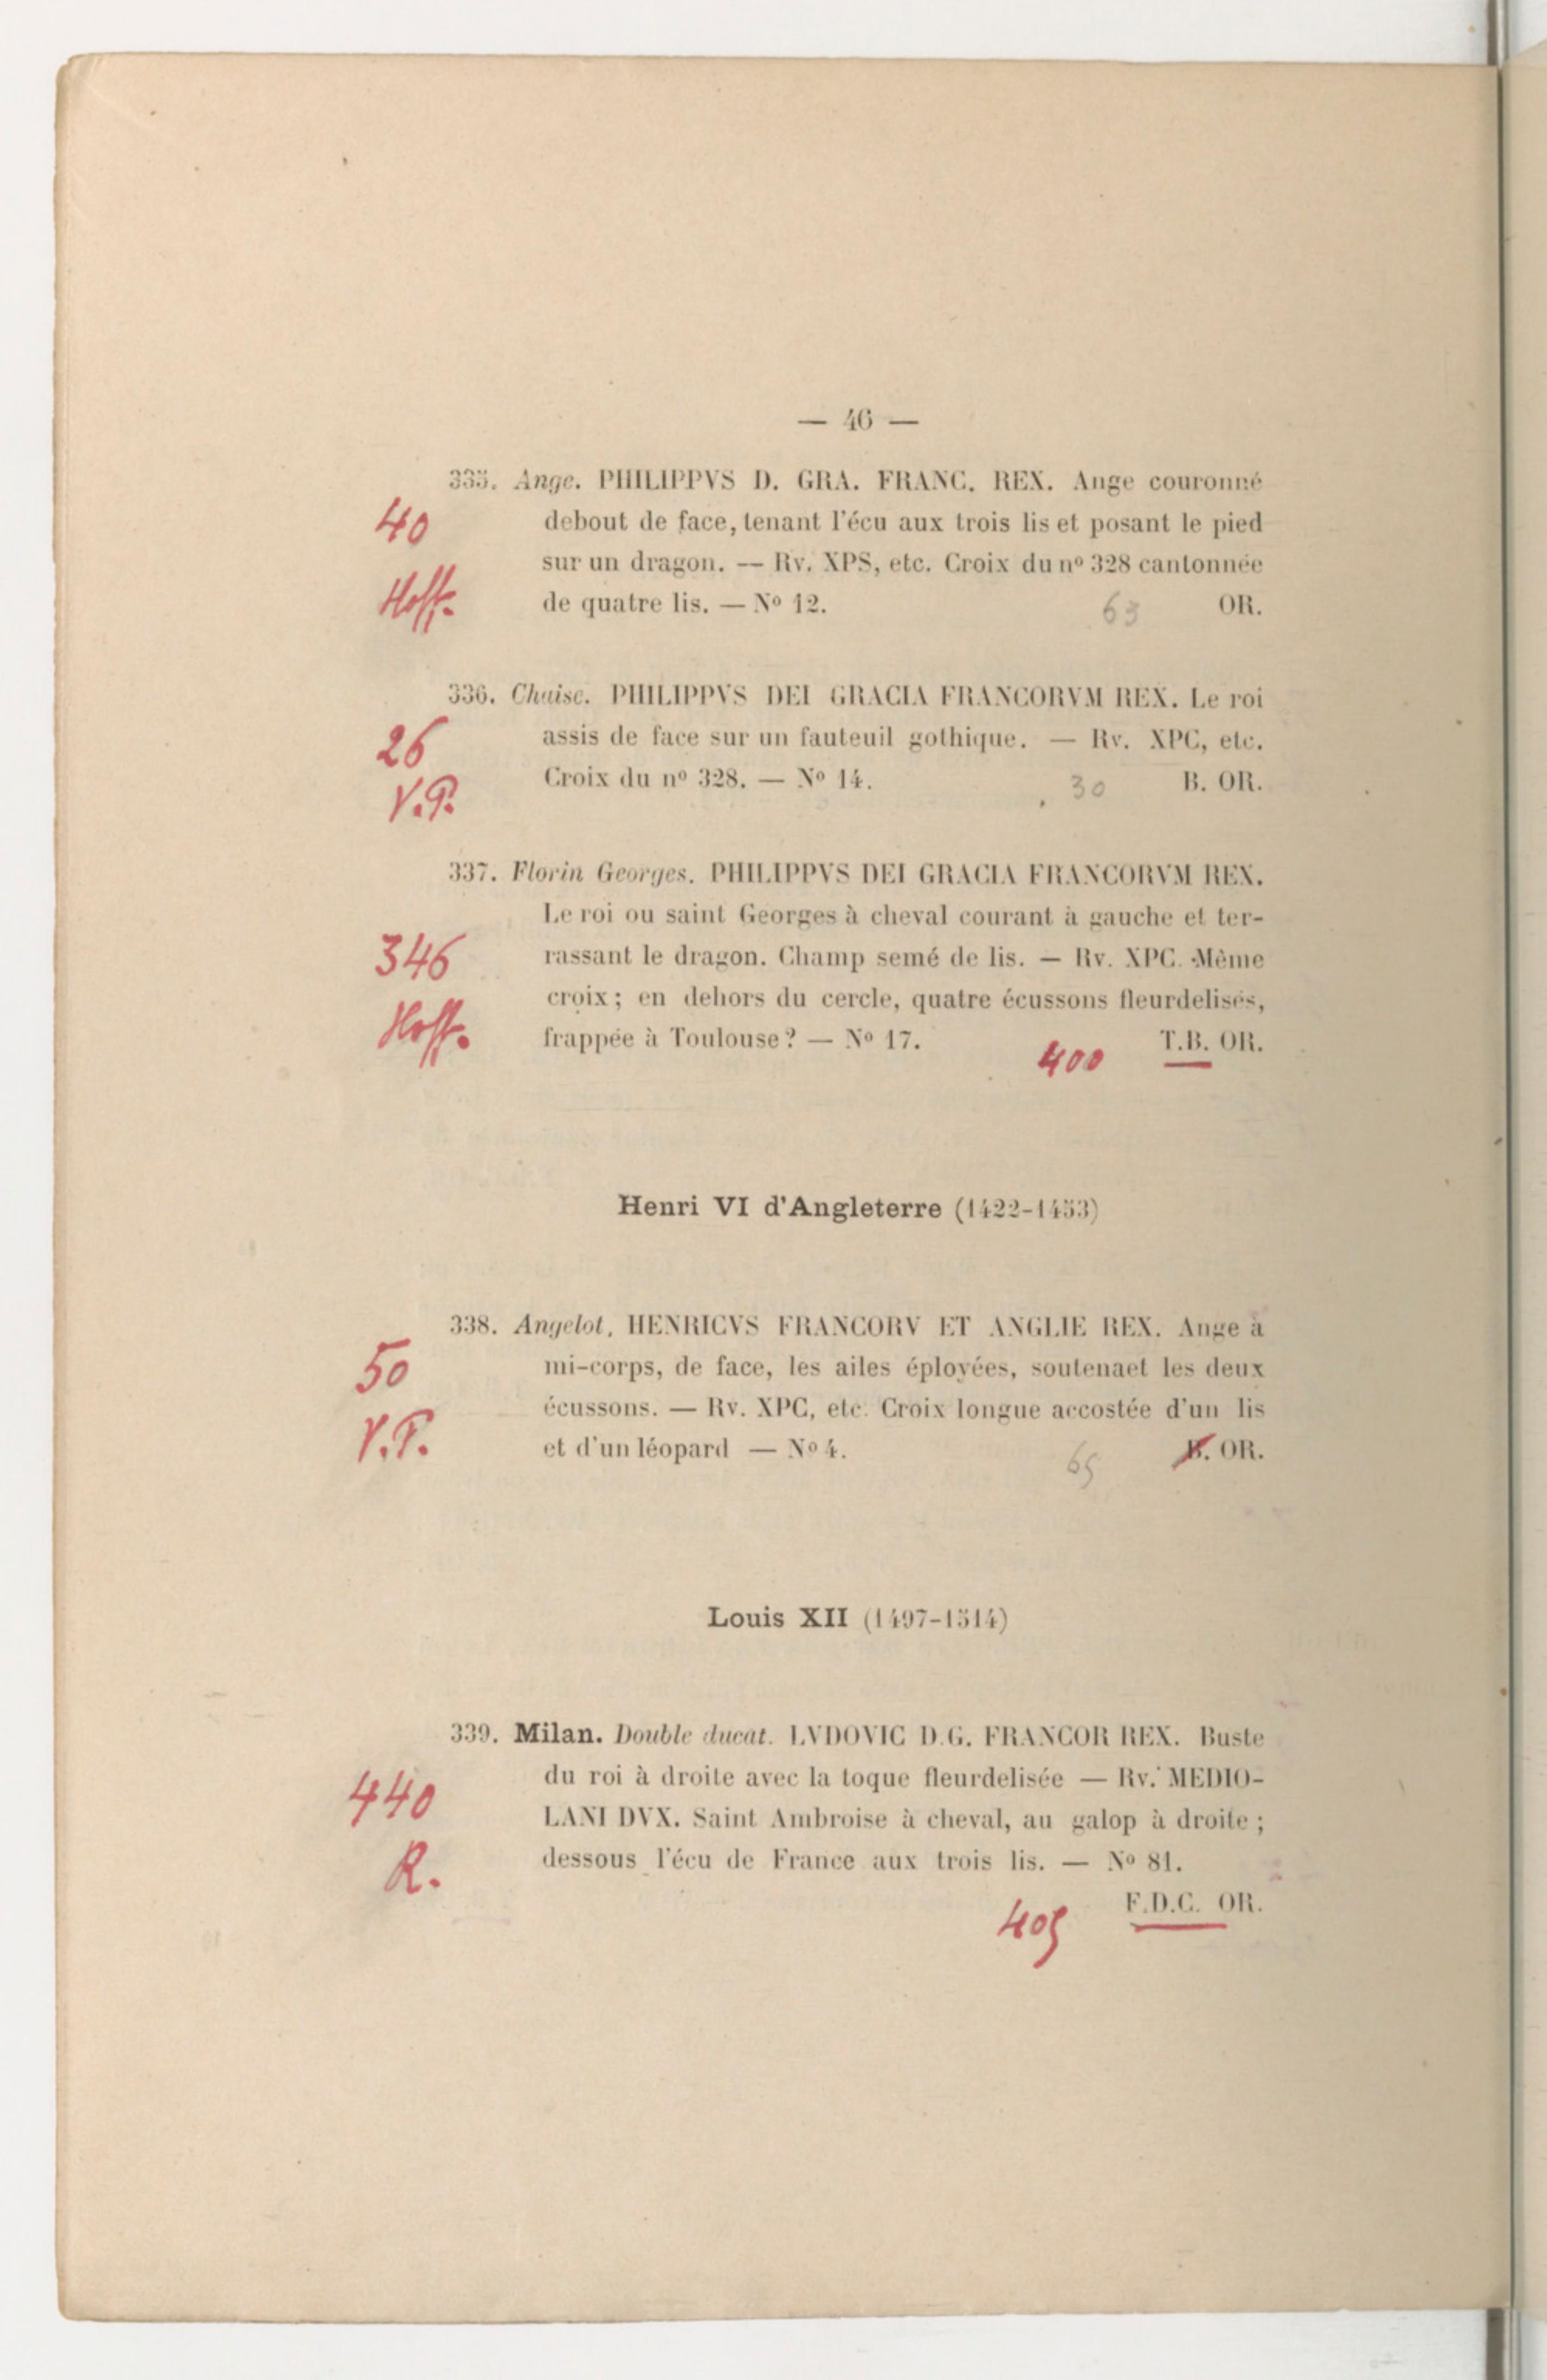 — 46 —
335. Ange. PHILIPPVS D. GRA. FRANC. REX. Ange couronné
40
debout de face, tenant l'écu aux trois lis et posant le pied
sur un dragon. — Rv. XPS, etc. Croix du nº 328 cantonnée
Hoff.
de quatre lis. — Nº 12. 63 OR.
336. Chaise. PHILIPPVS DEI GRACIA FRANCORVM REX. Le roi
26
assis de face sur un fauteuil gothique. — Rv. XPC, etc.
V.P.
Croix du nº 328. — Nº 14. 30 B. OR.
337. Florin Georges. PHILIPPVS DEI GRACIA FRANCORVM REX.
Le roi ou saint Georges à cheval courant à gauche et ter-
346
rassant le dragon. Champ semé de lis. — Rv. XPC. Même
croix; en dehors du cercle, quatre écussons fleurdelisés,
Hoff.
frappée à Toulouse? — Nº 17. 400 T.B. OR.
Henri VI d'Angleterre (1422-1453)
338. Angelot. HENRICVS FRANCORV ET ANGLIE REX. Ange à
50
mi-corps, de face, les ailes éployées, soutenaet les deux
écussons. — Rv. XPC, etc. Croix longue accostée d'un lis
V.P.
et d'un léopard — Nº 4. 65 B. OR.
Louis XII (1497-1514)
339. Milan. Double ducat. LVDOVIC D.G. FRANCOR REX. Buste
440
du roi à droite avec la toque fleurdelisée — Rv. MEDIO-
LANI DVX. Saint Ambroise à cheval, au galop à droite;
R.
dessous l'écu de France aux trois lis. — Nº 81.
405 F.D.C. OR.